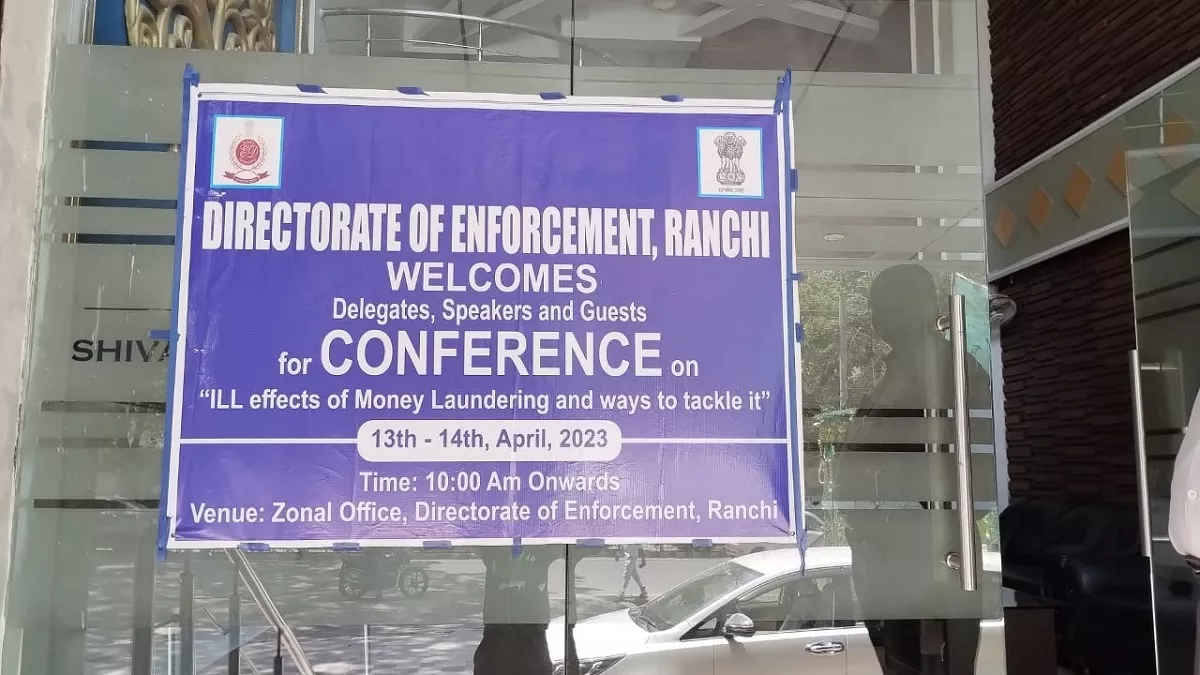 DIRECTORATE OF ENFORCEMENT, RANCHI
WELCOMES
Delegates, Speakers and Guests
for CONFERENCE on
“ILL effects of Money Laundering and ways to tackle it”
13th - 14th, April, 2023
Time: 10:00 Am Onwards
Venue: Zonal Office, Directorate of Enforcement, Ranchi
SHIVA